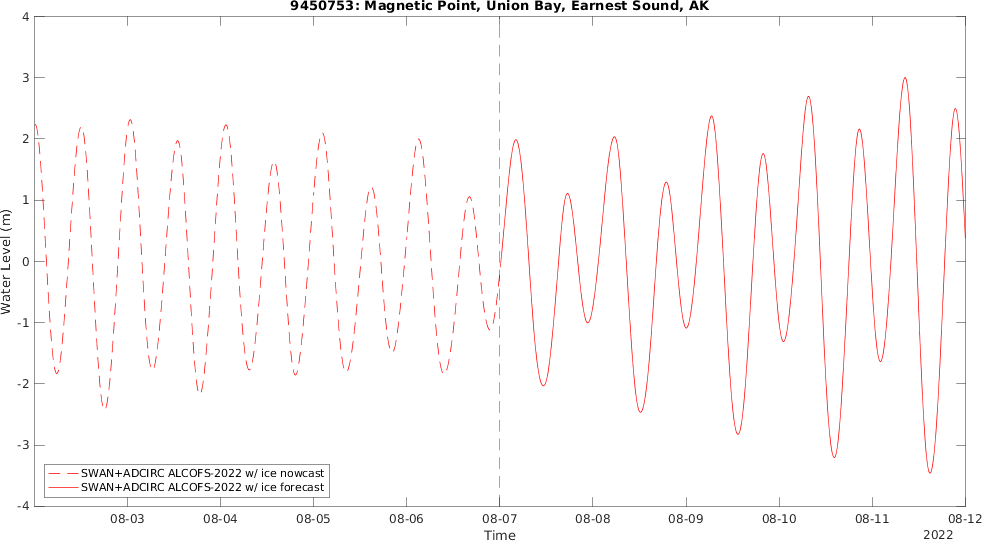 9450753: Magnetic Point, Union Bay, Earnest Sound, AK
4
3
2
1
0
-1
-2
-3
-4
Water Level (m)
SWAN+ADCIRC ALCOFS-2022 w/ ice nowcast
SWAN+ADCIRC ALCOFS-2022 w/ ice forecast
08-03 08-04 08-05 08-06 08-07 08-08 08-09 08-10 08-11 08-12
Time
2022